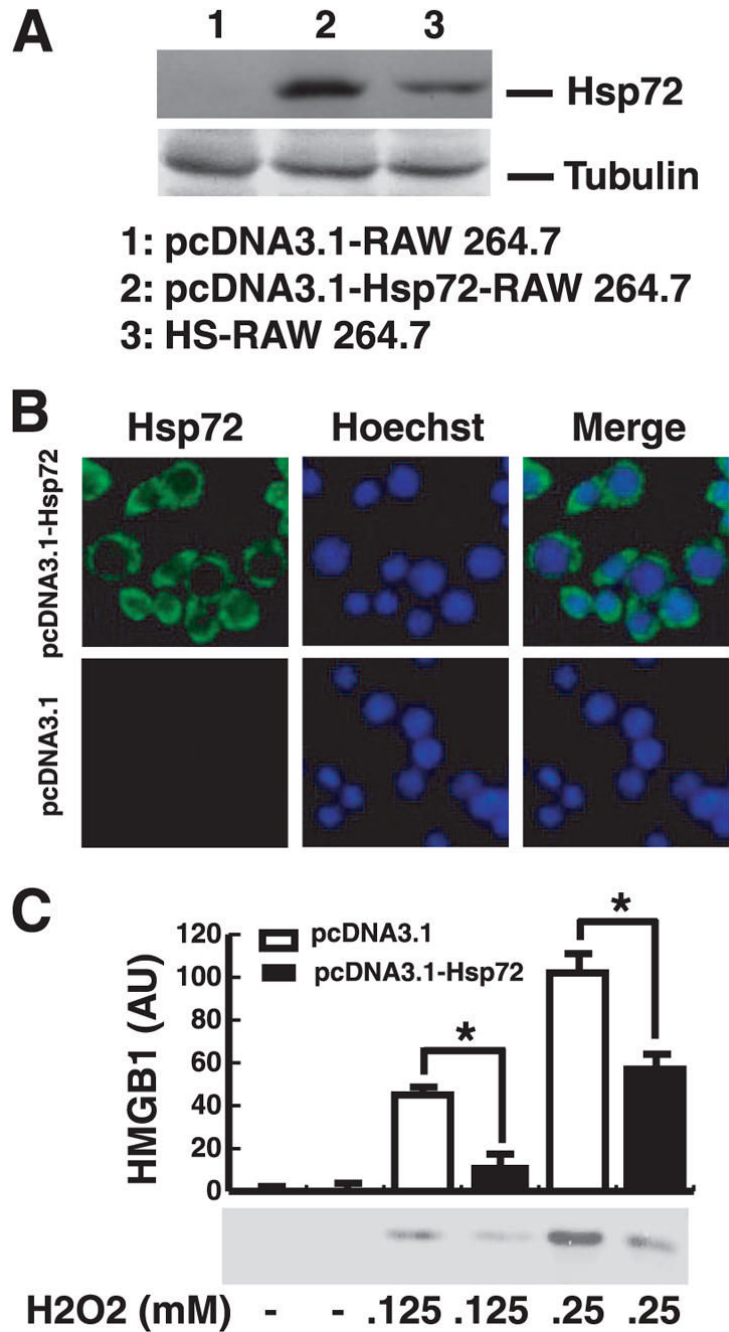 A
1 2 3
Hsp72
Tubulin
1: pcDNA3.1-RAW 264.7
2: pcDNA3.1-Hsp72-RAW 264.7
3: HS-RAW 264.7
B
Hsp72 Hoechst Merge
pcDNA3.1-Hsp72
pcDNA3.1
C
HMGB1 (AU)
120
100
80
60
40
20
0
pcDNA3.1
pcDNA3.1-Hsp72
*
*
H2O2 (mM) - - .125 .125 .25 .25